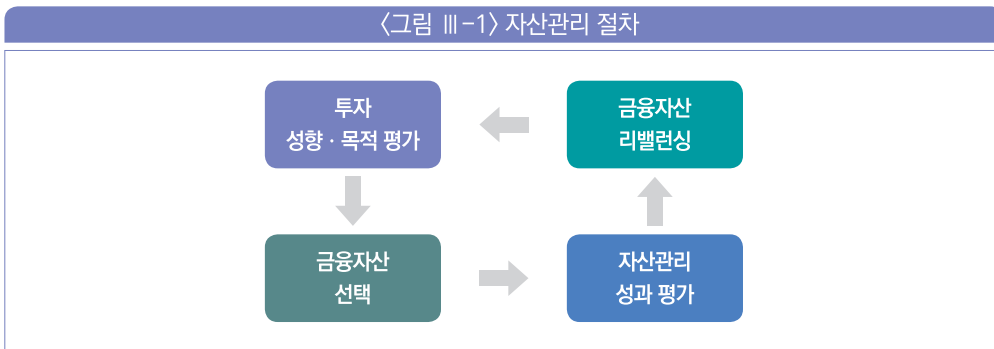 〈그림 Ⅲ-1〉 자산관리 절차
투자
성향 · 목적 평가
금융자산
리밸런싱
금융자산
선택
자산관리
성과 평가